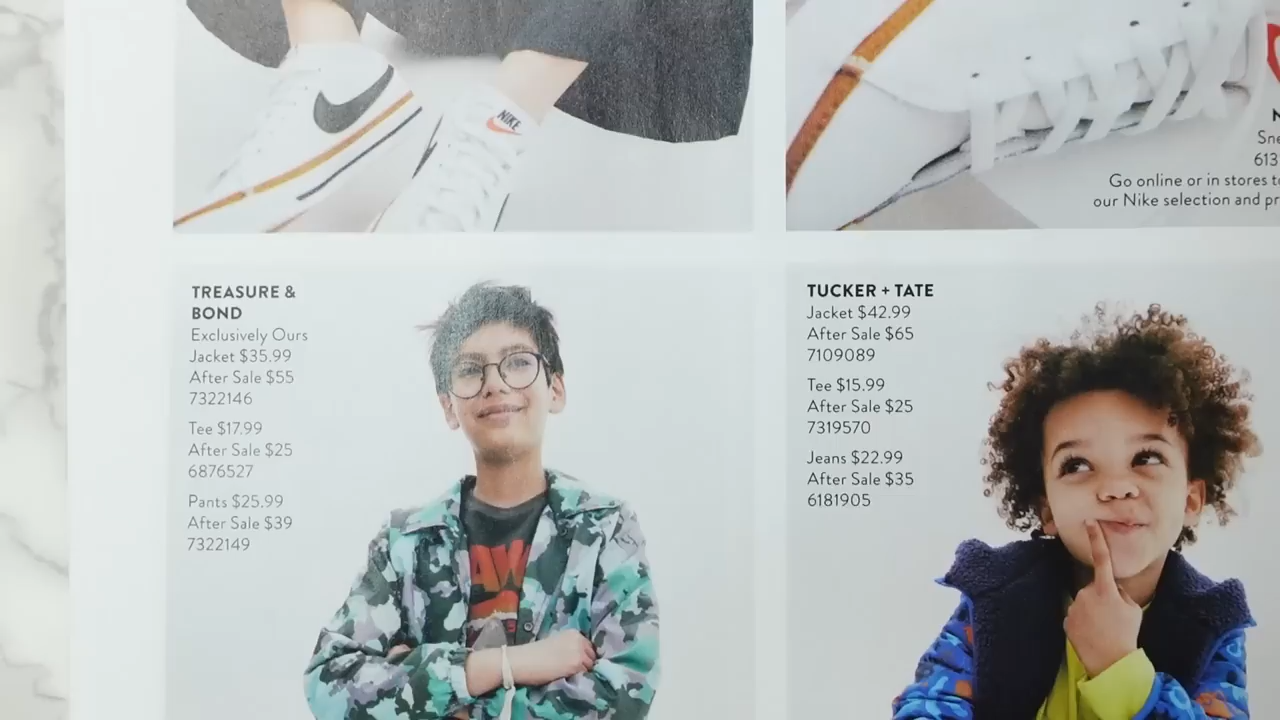 NIKE
Go online or in stores
our Nike selection and
TREASURE &
BOND
Exclusively Ours
Jacket $35.99
After Sale $55
7322146
Tee $17.99
After Sale $25
6876527
Pants $25.99
After Sale $39
7322149
TUCKER + TATE
Jacket $42.99
After Sale $65
7109089
Tee $15.99
After Sale $25
7319570
Jeans $22.99
After Sale $35
6181905